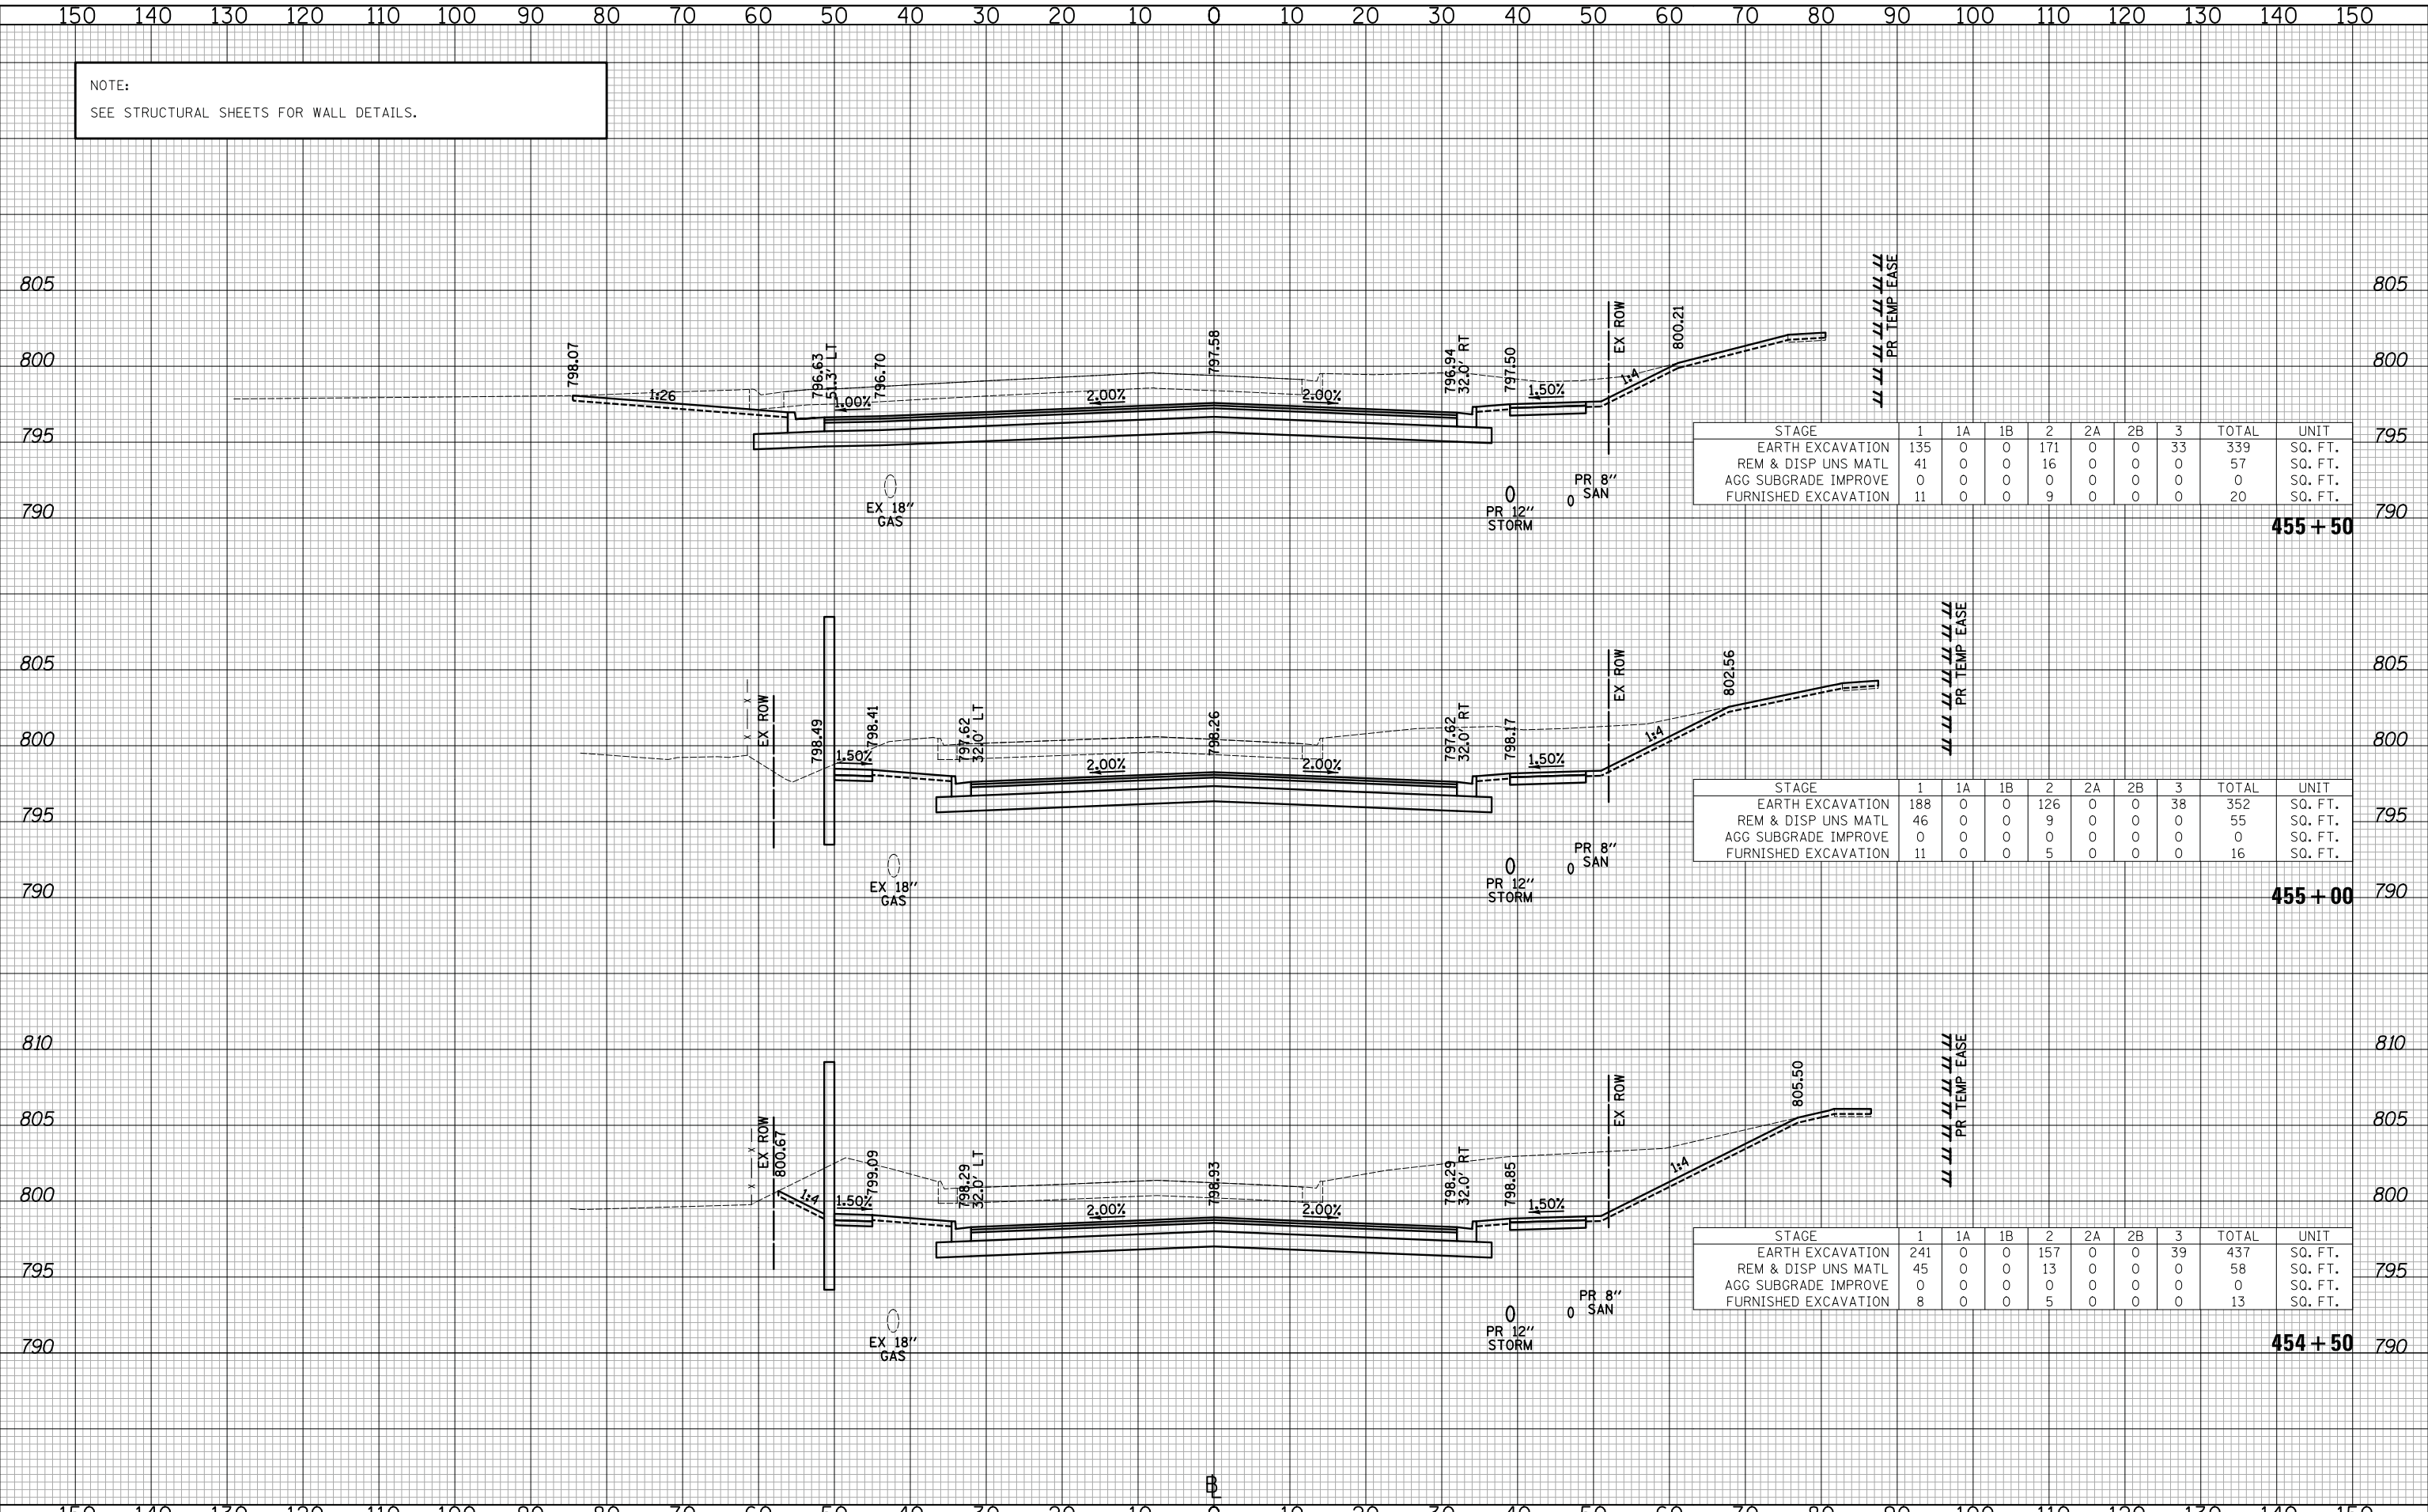 150 140 130 120 110 100 90 80 70 60 50 40 30 20 10 0 10 20 30 40 50 60 70 80 90 100 110 120 130 140 150
NOTE:
SEE STRUCTURAL SHEETS FOR WALL DETAILS.
805 805
800 800
795 795
790 790
798.07
1:26
796.63
51.3' LT
796.70
1.00%
2.00%
797.58
2.00%
796.94
32.0' RT
797.50
1.50%
EX ROW
1:4
800.21
PR TEMP EASE
EX 18"
GAS
PR 12"
STORM
PR 8"
SAN
STAGE 1 1A 1B 2 2A 2B 3 TOTAL UNIT
EARTH EXCAVATION 135 0 0 171 0 0 33 339 SQ. FT.
REM & DISP UNS MATL 41 0 0 16 0 0 0 57 SQ. FT.
AGG SUBGRADE IMPROVE 0 0 0 0 0 0 0 0 SQ. FT.
FURNISHED EXCAVATION 11 0 0 9 0 0 0 20 SQ. FT.
455+50
805 805
800 800
795 795
790 790
X
X
EX ROW
798.49
1.50%
798.41
797.62
32.0' LT
2.00%
798.26
2.00%
797.62
32.0' RT
798.17
1.50%
EX ROW
1:4
802.56
PR TEMP EASE
EX 18"
GAS
PR 12"
STORM
PR 8"
SAN
STAGE 1 1A 1B 2 2A 2B 3 TOTAL UNIT
EARTH EXCAVATION 188 0 0 126 0 0 38 352 SQ. FT.
REM & DISP UNS MATL 46 0 0 9 0 0 0 55 SQ. FT.
AGG SUBGRADE IMPROVE 0 0 0 0 0 0 0 0 SQ. FT.
FURNISHED EXCAVATION 11 0 0 5 0 0 0 16 SQ. FT.
455+00
810 810
805 805
800 800
795 795
790 790
X
X
EX ROW
800.67
1:4
1.50%
799.09
798.29
32.0' LT
2.00%
798.93
2.00%
798.29
32.0' RT
798.85
1.50%
EX ROW
1:4
805.50
PR TEMP EASE
EX 18"
GAS
PR 12"
STORM
PR 8"
SAN
STAGE 1 1A 1B 2 2A 2B 3 TOTAL UNIT
EARTH EXCAVATION 241 0 0 157 0 0 39 437 SQ. FT.
REM & DISP UNS MATL 45 0 0 13 0 0 0 58 SQ. FT.
AGG SUBGRADE IMPROVE 0 0 0 0 0 0 0 0 SQ. FT.
FURNISHED EXCAVATION 8 0 0 5 0 0 0 13 SQ. FT.
454+50
BL
150 140 130 120 110 100 90 80 70 60 50 40 30 20 10 0 10 20 30 40 50 60 70 80 90 100 110 120 130 140 150